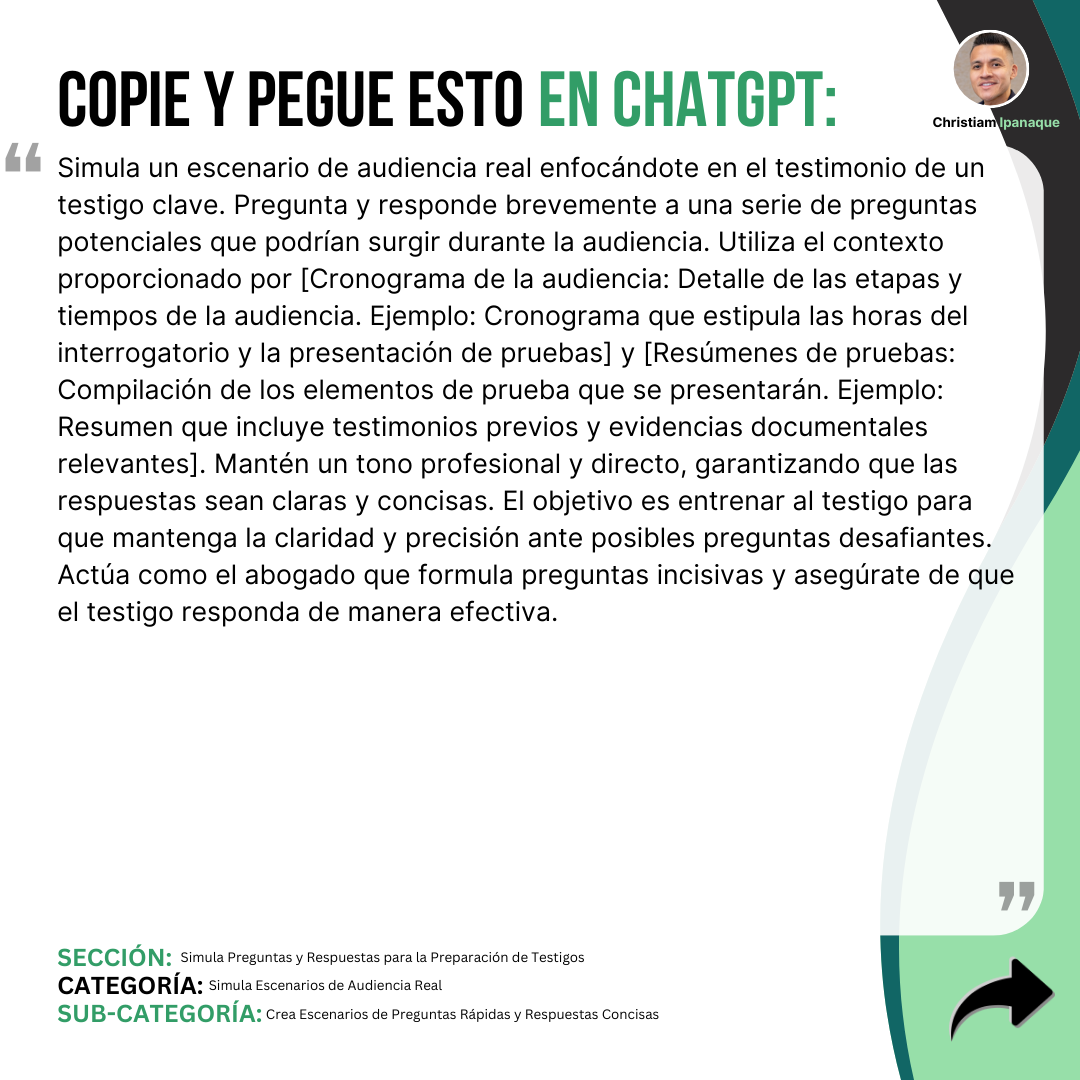 COPIE Y PEGUE ESTO EN CHATGPT:
Christiam Ipanaque
“
Simula un escenario de audiencia real enfocándote en el testimonio de un
testigo clave. Pregunta y responde brevemente a una serie de preguntas
potenciales que podrían surgir durante la audiencia. Utiliza el contexto
proporcionado por [Cronograma de la audiencia: Detalle de las etapas y
tiempos de la audiencia. Ejemplo: Cronograma que estipula las horas del
interrogatorio y la presentación de pruebas] y [Resúmenes de pruebas:
Compilación de los elementos de prueba que se presentarán. Ejemplo:
Resumen que incluye testimonios previos y evidencias documentales
relevantes]. Mantén un tono profesional y directo, garantizando que las
respuestas sean claras y concisas. El objetivo es entrenar al testigo para
que mantenga la claridad y precisión ante posibles preguntas desafiantes.
Actúa como el abogado que formula preguntas incisivas y asegúrate de que
el testigo responda de manera efectiva.
”
SECCIÓN: Simula Preguntas y Respuestas para la Preparación de Testigos
CATEGORÍA: Simula Escenarios de Audiencia Real
SUB-CATEGORÍA: Crea Escenarios de Preguntas Rápidas y Respuestas Concisas